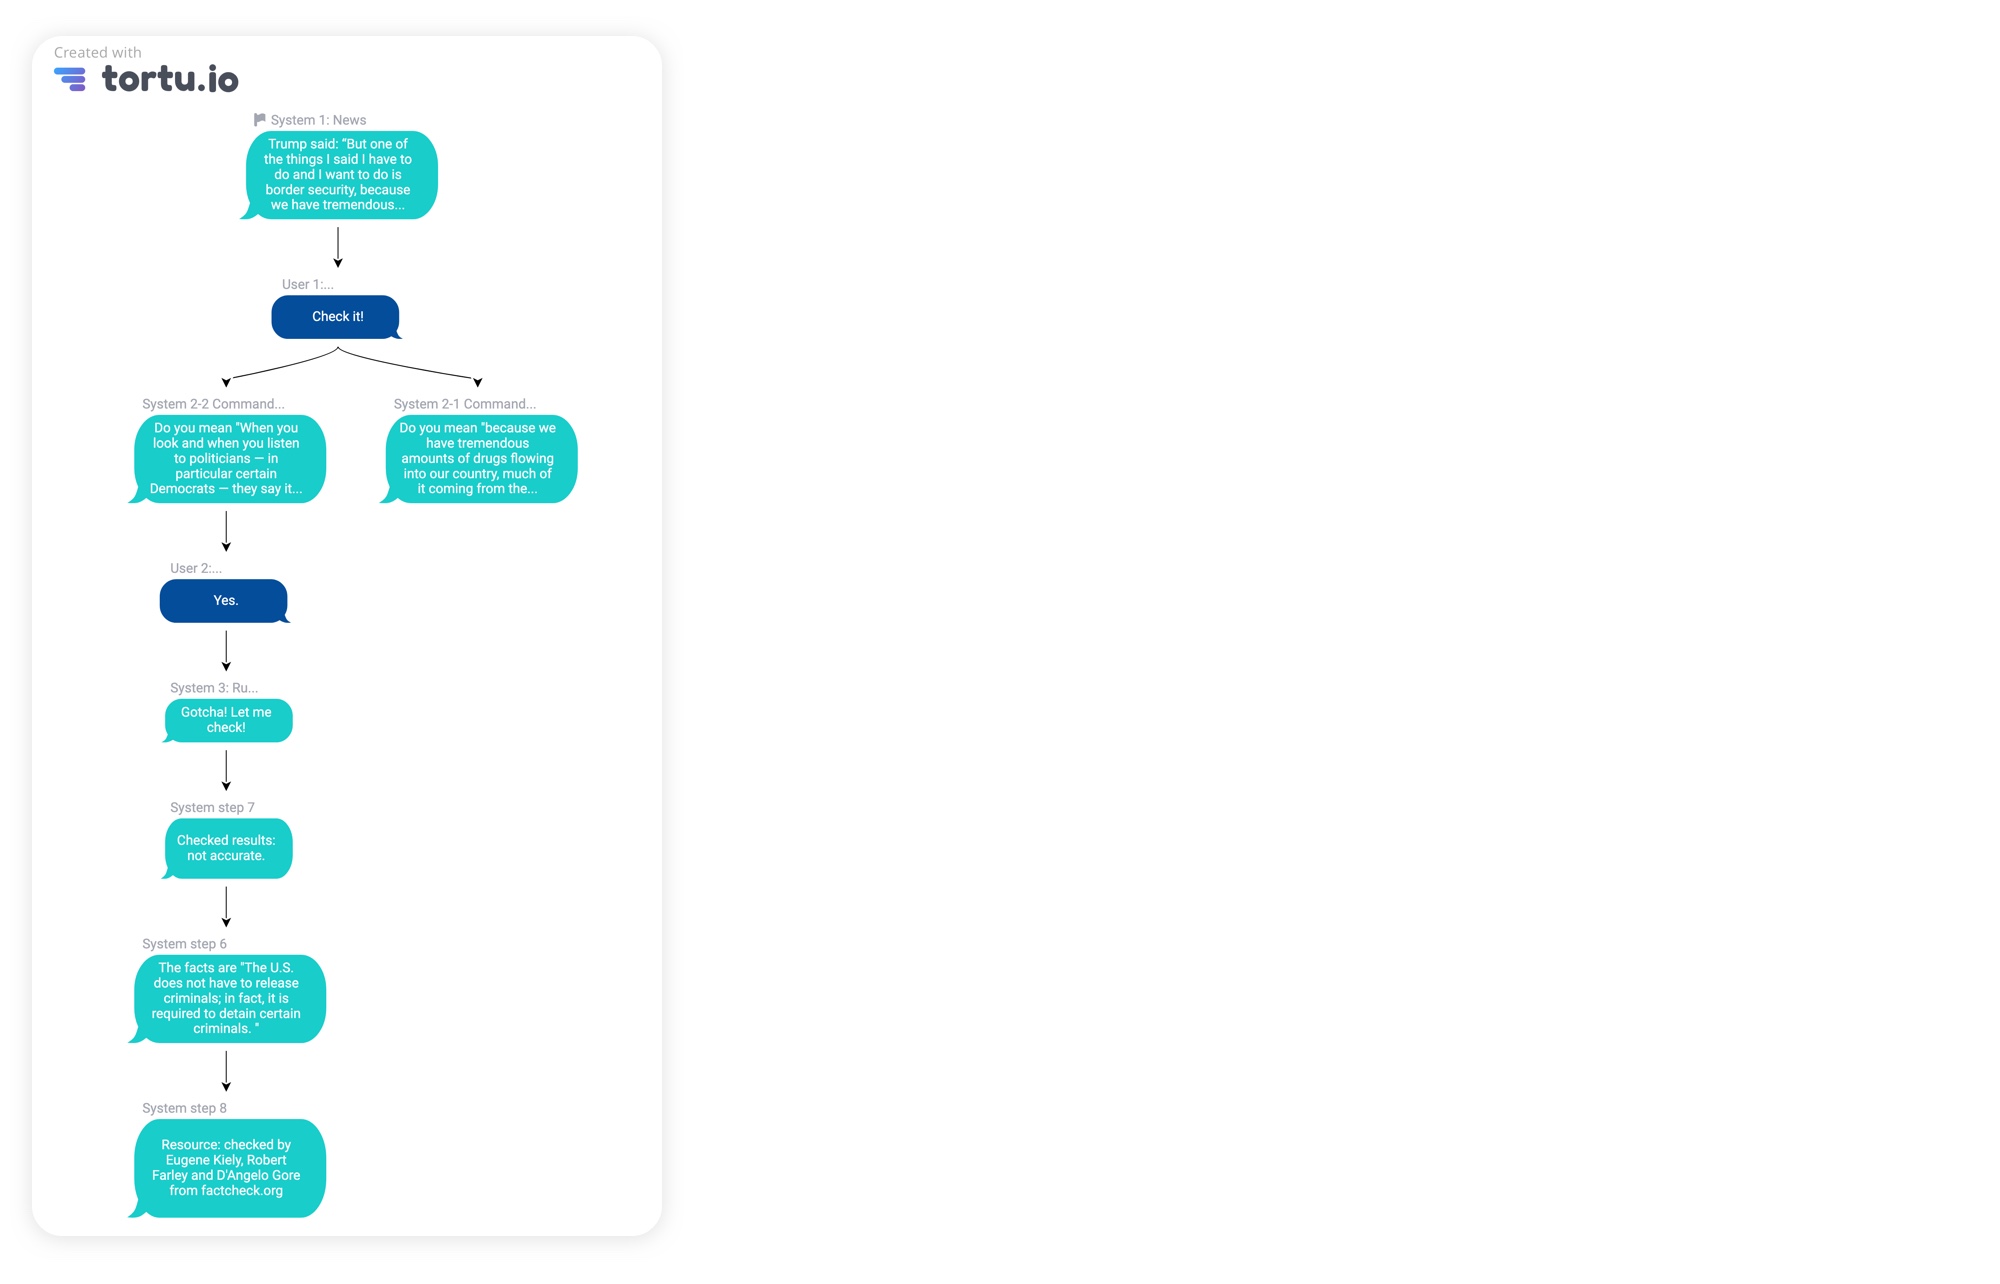 Created with
tortu.io
System 1: News
Trump said: “But one of
the things I said I have to
do and I want to do is
border security, because
we have tremendous...
User 1:...
Check it!
System 2-2 Command...
Do you mean "When you
look and when you listen
to politicians — in
particular certain
Democrats — they say it...
System 2-1 Command...
Do you mean "because we
have tremendous
amounts of drugs flowing
into our country, much of
it coming from the...
User 2:...
Yes.
System 3: Ru...
Gotcha! Let me
check!
System step 7
Checked results:
not accurate.
System step 6
The facts are "The U.S.
does not have to release
criminals; in fact, it is
required to detain certain
criminals. "
System step 8
Resource: checked by
Eugene Kiely, Robert
Farley and D'Angelo Gore
from factcheck.org